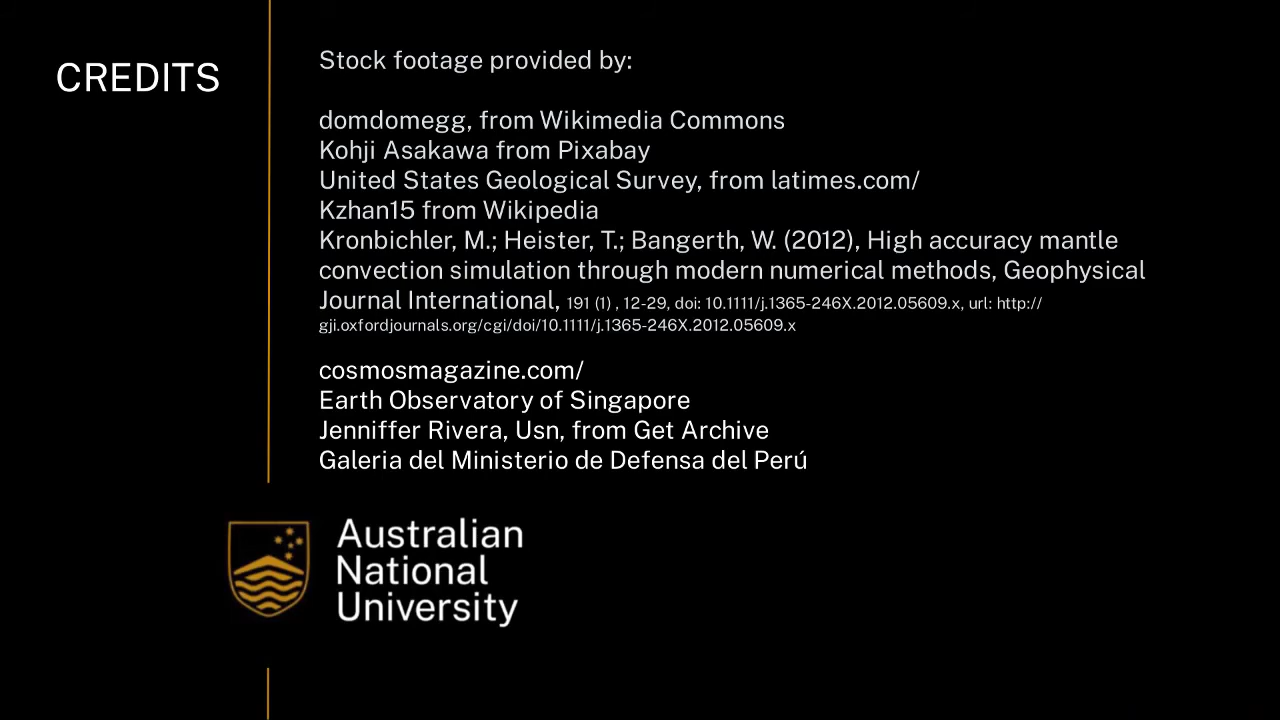 CREDITS
Stock footage provided by:
domdomegg, from Wikimedia Commons
Kohji Asakawa from Pixabay
United States Geological Survey, from latimes.com/
Kzhan15 from Wikipedia
Kronbichler, M.; Heister, T.; Bangerth, W. (2012), High accuracy mantle
convection simulation through modern numerical methods, Geophysical
Journal International, 191 (1) , 12-29, doi: 10.1111/j.1365-246X.2012.05609.x, url: http://
gji.oxfordjournals.org/cgi/doi/10.1111/j.1365-246X.2012.05609.x
cosmosmagazine.com/
Earth Observatory of Singapore
Jenniffer Rivera, Usn, from Get Archive
Galeria del Ministerio de Defensa del Perú
Australian
National
University